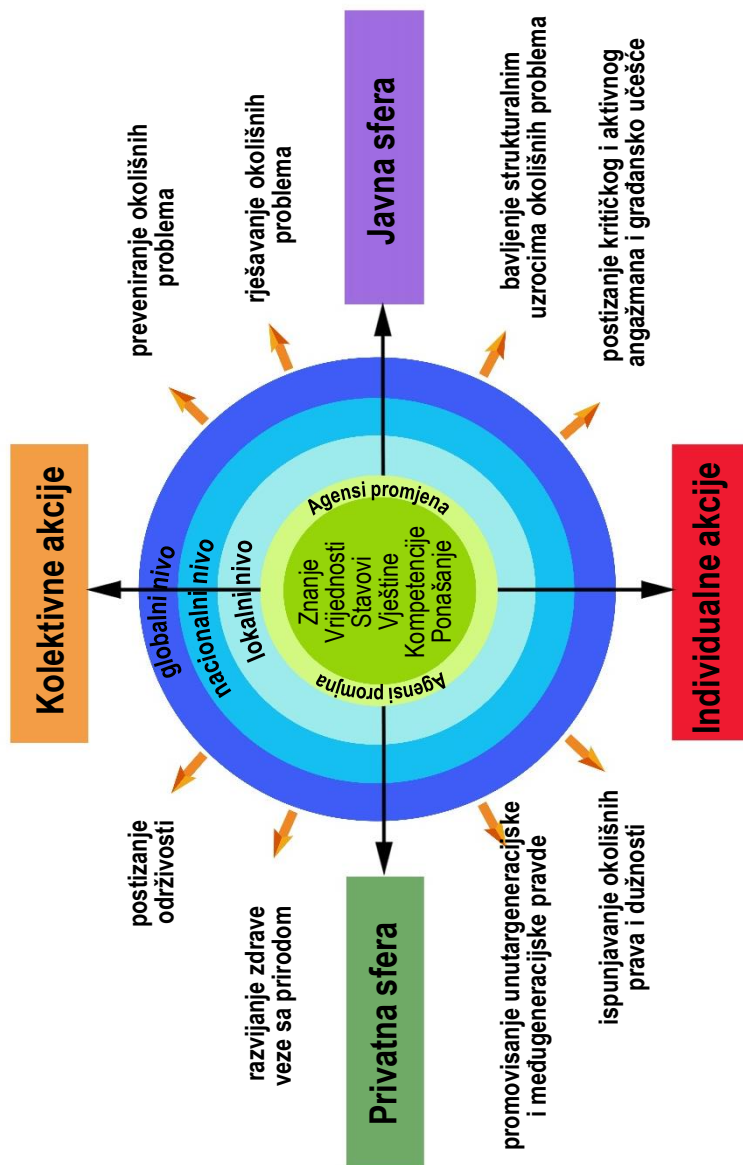 Kolektivne akcije
preveniranje okolišnih
problema
rješavanje okolišnih
problema
Javna sfera
bavljenje strukturalnim
uzrocima okolišnih problema
postizanje kritičkog i aktivnog
angažmana i građansko učešće
Individualne akcije
ispunjavanje okolišnih
prava i dužnosti
promovisanje unutargeneracijske
i međugeneracijske pravde
Privatna sfera
razvijanje zdrave
veze sa prirodom
postizanje
održivosti
globalni nivo
nacionalni nivo
lokalni nivo
Agensi promjena
Znanje
Vrijednosti
Stavovi
Vještine
Kompetencije
Ponašanje
Agensi promjna